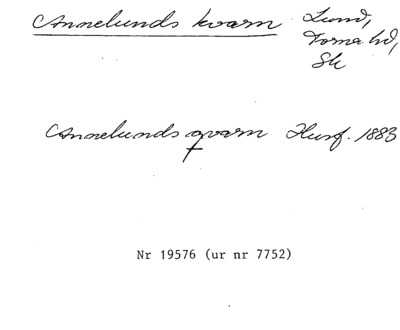 Annelunds kvarn Lund,
Torna hd,
Sk
Annelunds qvarn Husf. 1883
Nr 19576 (ur nr 7752)